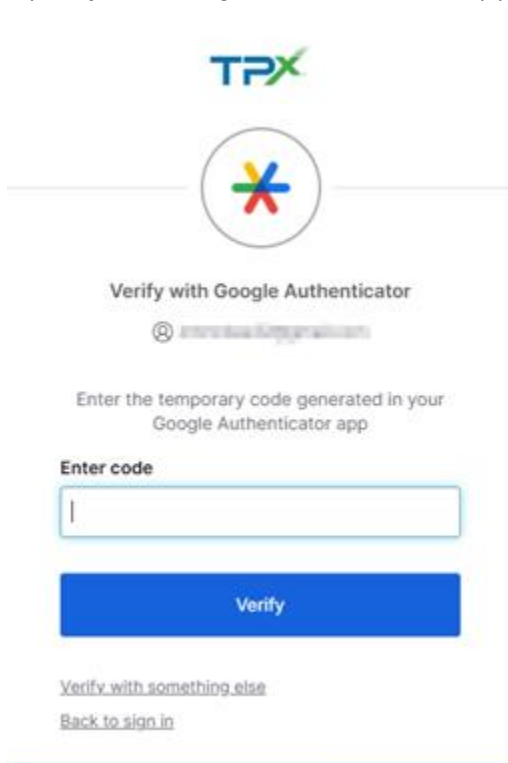 TPX
Verify with Google Authenticator
Enter the temporary code generated in your
Google Authenticator app
Enter code
Verify
Verify with something else
Back to sign in